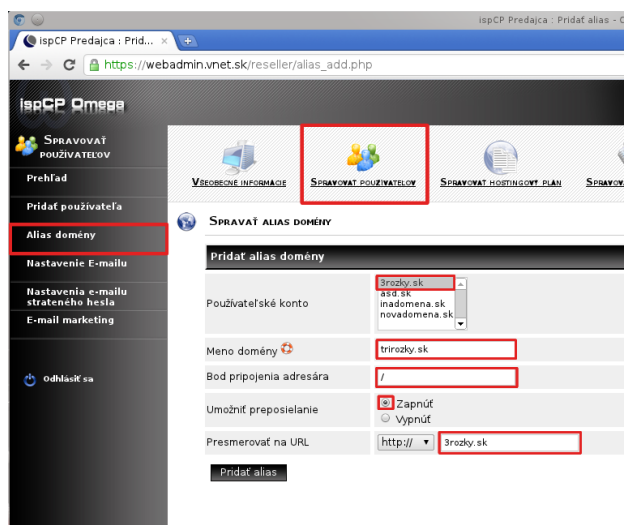 ispCP Predajca : Pridať alias - O
ispCP Predajca : Prid...
https://webadmin.vnet.sk/reseller/alias_add.php
ispCP Omega
Spravovať
používateľov
Prehľad
Pridať používateľa
Alias domény
Nastavenie E-mailu
Nastavenia e-mailu
strateného hesla
E-mail marketing
Odhlásiť sa
Všeobecné informácie
Spravovať používateľov
Spravovať hostingový plán
Spravova
Spravať alias domény
Pridať alias domény
Používateľské konto
3rozky.sk
asd.sk
inadomena.sk
novadomena.sk
Meno domény
trirozky.sk
Bod pripojenia adresára
/
Umožniť preposielanie
Zapnúť
Vypnúť
Presmerovať na URL
http://
3rozky.sk
Pridať alias